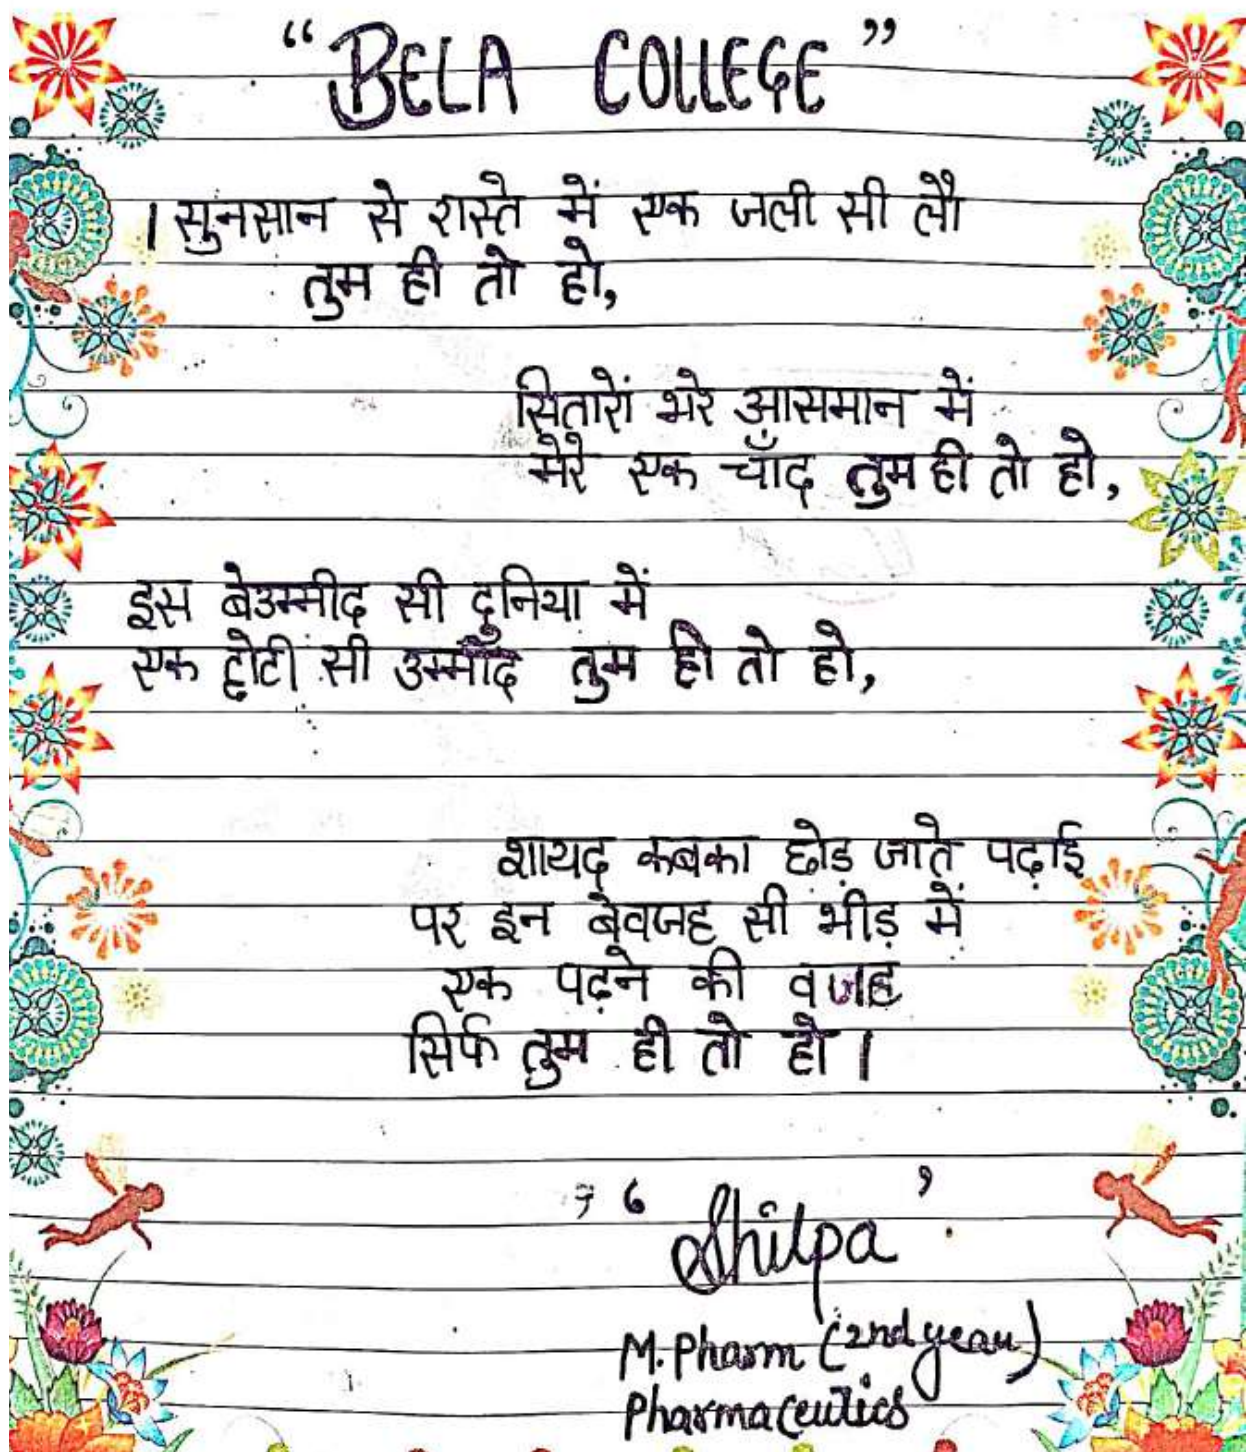 “BELA COLLEGE”
। सुनसान से रास्ते में एक जली सी लौ
तुम ही तो हो,
सितारों भरे आसमान में
मेरे एक चाँद तुम ही तो हो,
इस बेउम्मीद सी दुनिया में
एक छोटी सी उम्मीद तुम ही तो हो,
शायद कबका छोड़ जाते पढ़ाई
पर इन बेवजह सी भीड़ में
एक पढ़ने की वजह
सिर्फ तुम ही तो हो ।
‘Shilpa’
M. Pharm (2nd year)
Pharmaceutics